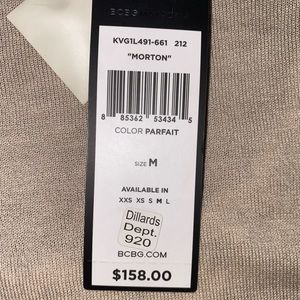 KVG1L491-661 212
"MORTON"
8 85362 53434 5
COLOR PARFAIT
SIZE M
AVAILABLE IN
XXS XS S M L
Dillards
Dept.
920
BCBG.COM
$158.00